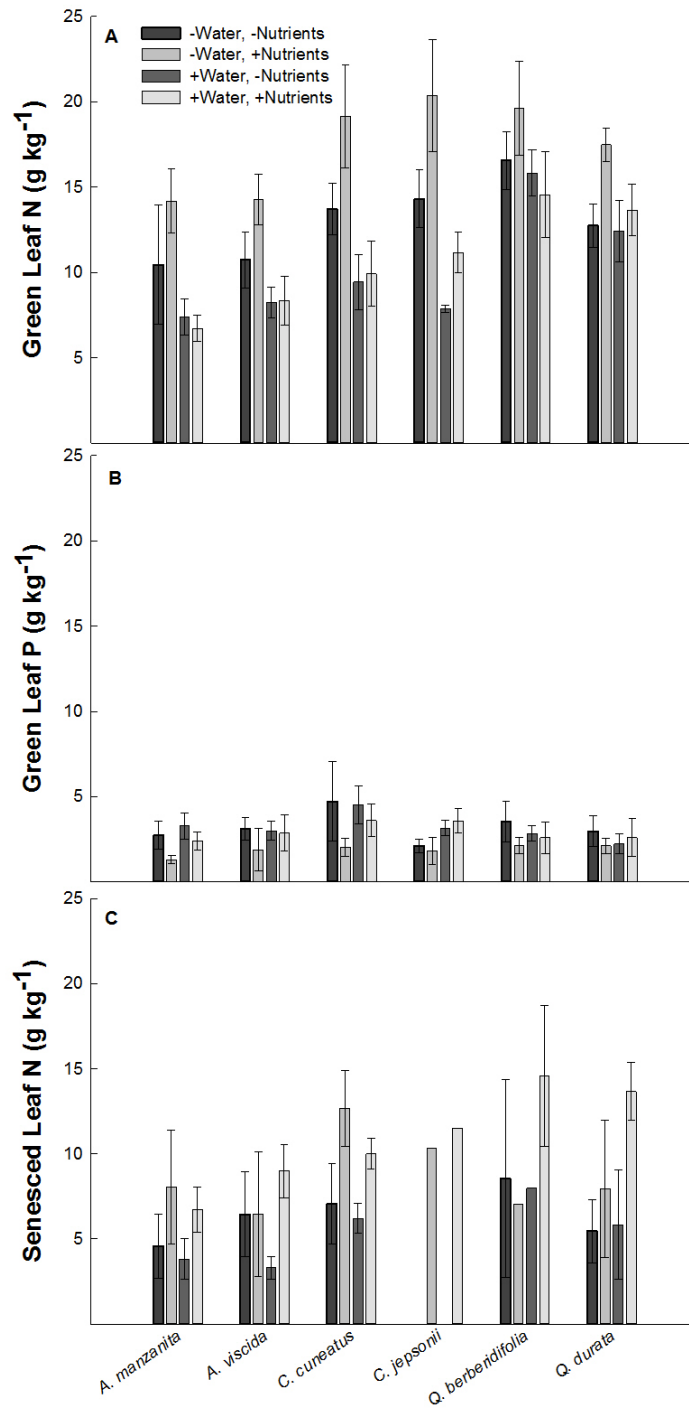 A
-Water, -Nutrients
-Water, +Nutrients
+Water, -Nutrients
+Water, +Nutrients
25
20
15
10
5
Green Leaf N (g kg-1)
B
25
20
15
10
5
Green Leaf P (g kg-1)
C
25
20
15
10
5
0
Senesced Leaf N (g kg-1)
A. manzanita
A. viscida
C. cuneatus
C. jepsonii
Q. berberidifolia
Q. durata